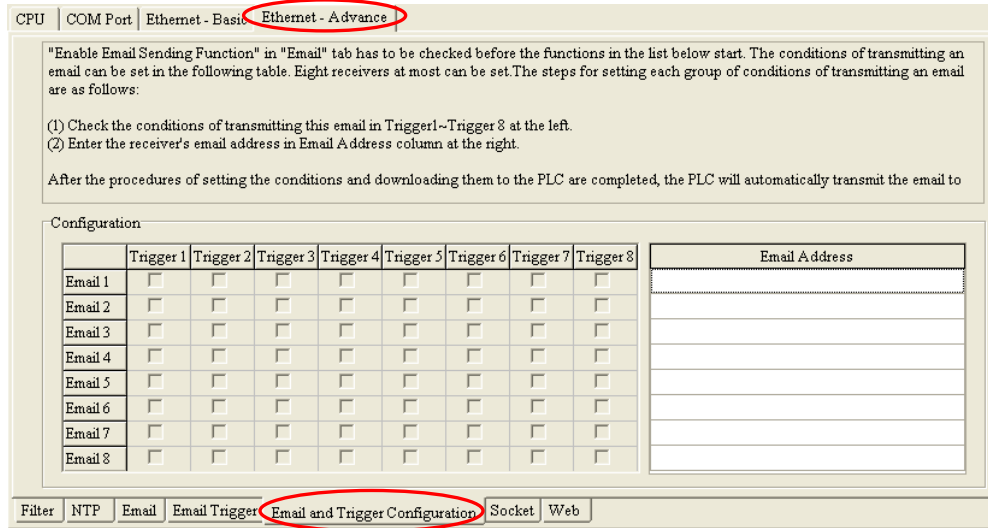 CPU COM Port Ethernet - Basic Ethernet - Advance
"Enable Email Sending Function" in "Email" tab has to be checked before the functions in the list below start. The conditions of transmitting an
email can be set in the following table. Eight receivers at most can be set.The steps for setting each group of conditions of transmitting an email
are as follows:
(1) Check the conditions of transmitting this email in Trigger1~Trigger 8 at the left.
(2) Enter the receiver's email address in Email Address column at the right.
After the procedures of setting the conditions and downloading them to the PLC are completed, the PLC will automatically transmit the email to
Configuration
Trigger 1 Trigger 2 Trigger 3 Trigger 4 Trigger 5 Trigger 6 Trigger 7 Trigger 8 Email Address
Email 1
Email 2
Email 3
Email 4
Email 5
Email 6
Email 7
Email 8
Filter NTP Email Email Trigger Email and Trigger Configuration Socket Web